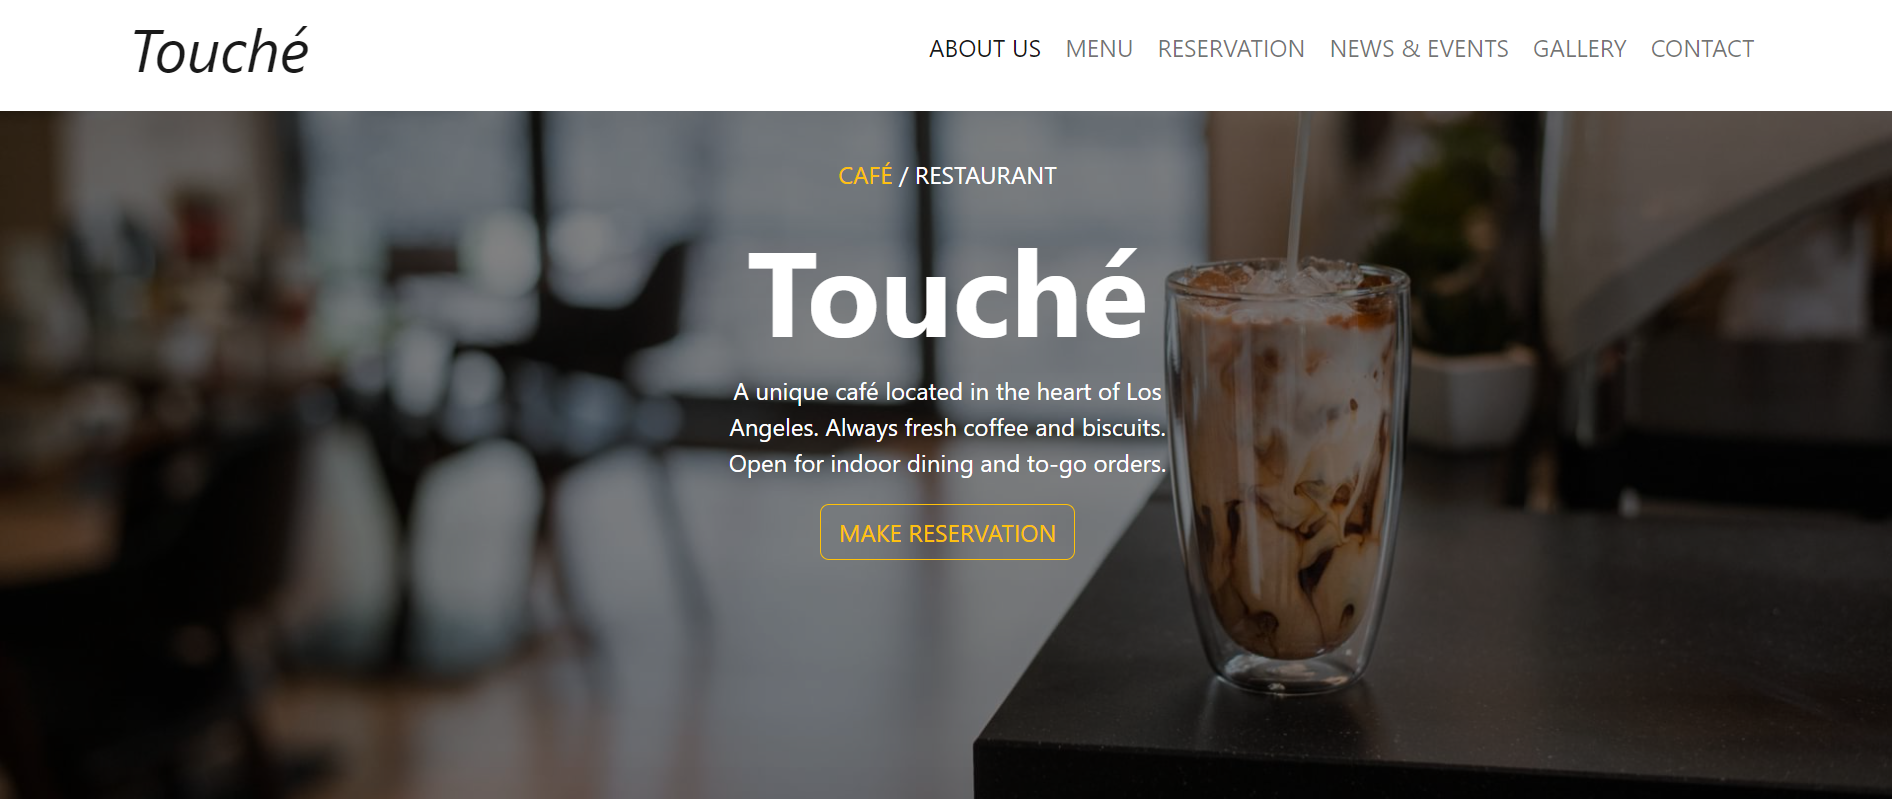 Touché
ABOUT US MENU RESERVATION NEWS & EVENTS GALLERY CONTACT
CAFÉ / RESTAURANT
Touché
A unique café located in the heart of Los
Angeles. Always fresh coffee and biscuits.
Open for indoor dining and to-go orders.
MAKE RESERVATION